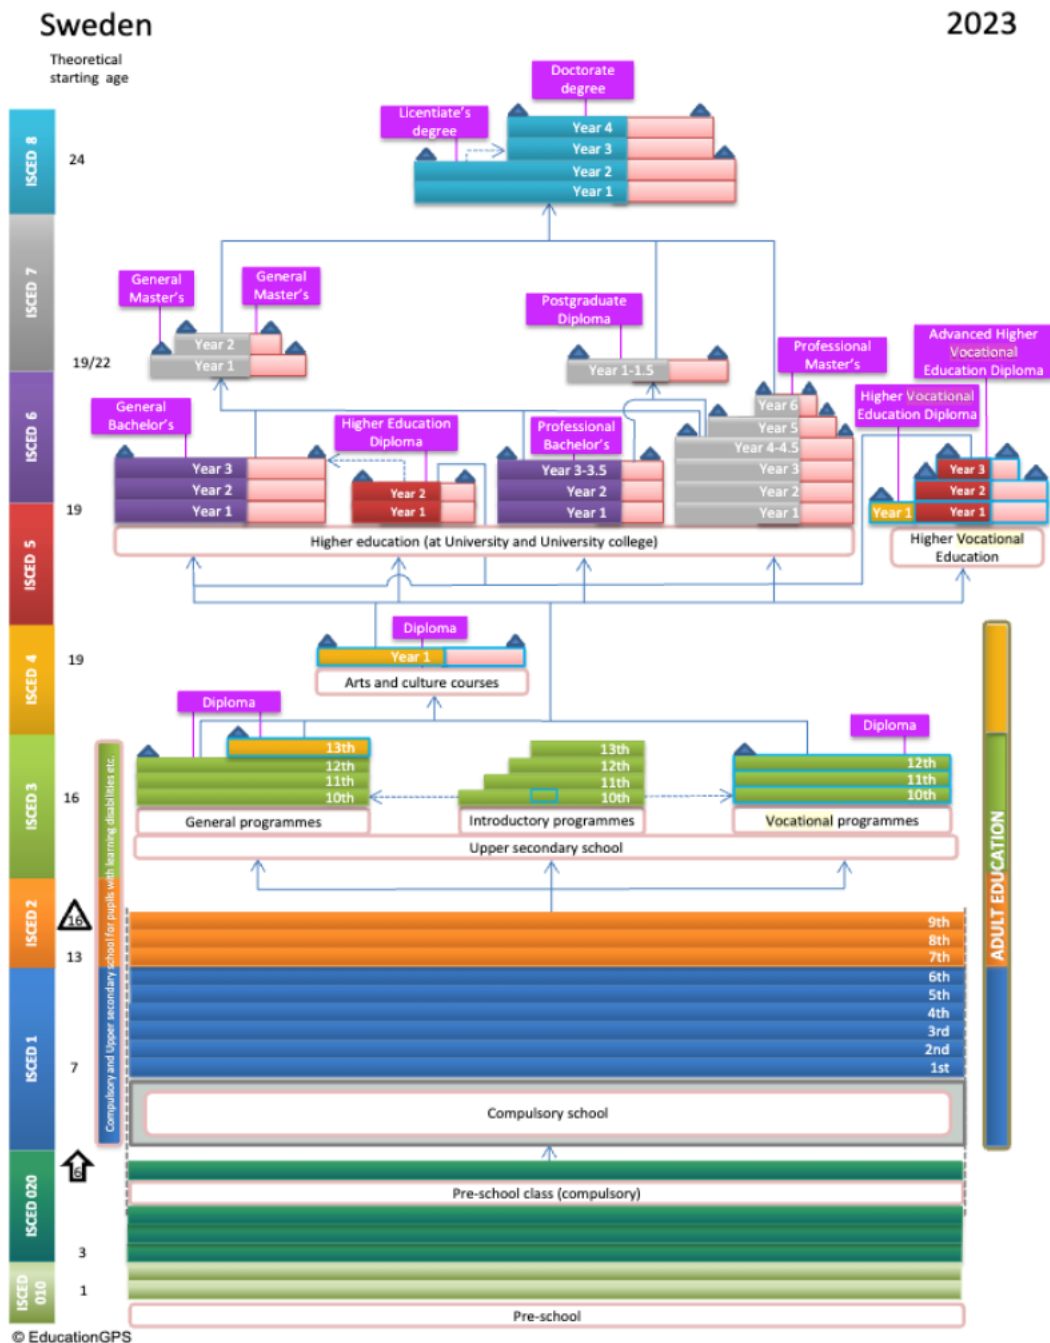 Sweden
2023
Theoretical
starting age
Doctorate
degree
Licentiate's
degree
ISCED 8
24
Year 4
Year 3
Year 2
Year 1
ISCED 7
General
Master's
General
Master's
Postgraduate
Diploma
Professional
Master's
Advanced Higher
Vocational
Education Diploma
19/22
Year 2
Year 1
Year 1-1.5
Higher Vocational
Education Diploma
ISCED 6
General
Bachelor's
Higher Education
Diploma
Professional
Bachelor's
Year 6
Year 5
Year 4-4.5
Year 3
Year 2
Year 1
Year 3
Year 2
Year 1
Year 2
Year 1
Year 3-3.5
Year 2
Year 1
Year 1
Year 3
Year 2
Year 1
19
Higher education (at University and University college)
Higher Vocational
Education
ISCED 5
ISCED 4
19
Diploma
Year 1
Arts and culture courses
Diploma
Diploma
ISCED 3
16
13th
12th
11th
10th
General programmes
13th
12th
11th
10th
Introductory programmes
12th
11th
10th
Vocational programmes
Upper secondary school
Compulsory and Upper secondary school for pupils with learning disabilities etc.
ADULT EDUCATION
ISCED 2
16
13
9th
8th
7th
ISCED 1
7
6th
5th
4th
3rd
2nd
1st
Compulsory school
ISCED 020
6
3
Pre-school class (compulsory)
ISCED
010
1
Pre-school
© EducationGPS